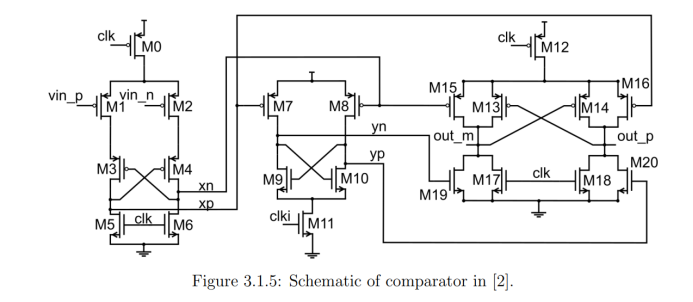 clk
M0
clk
M12
vin_p
M1
vin_n
M2
M7
M8
M15
M13
M14
M16
yn
out_m
out_p
M3
M4
yp
M9
M10
M19
M17
clk
M18
M20
xn
xp
M5
clk
M6
clki
M11
Figure 3.1.5: Schematic of comparator in [2].